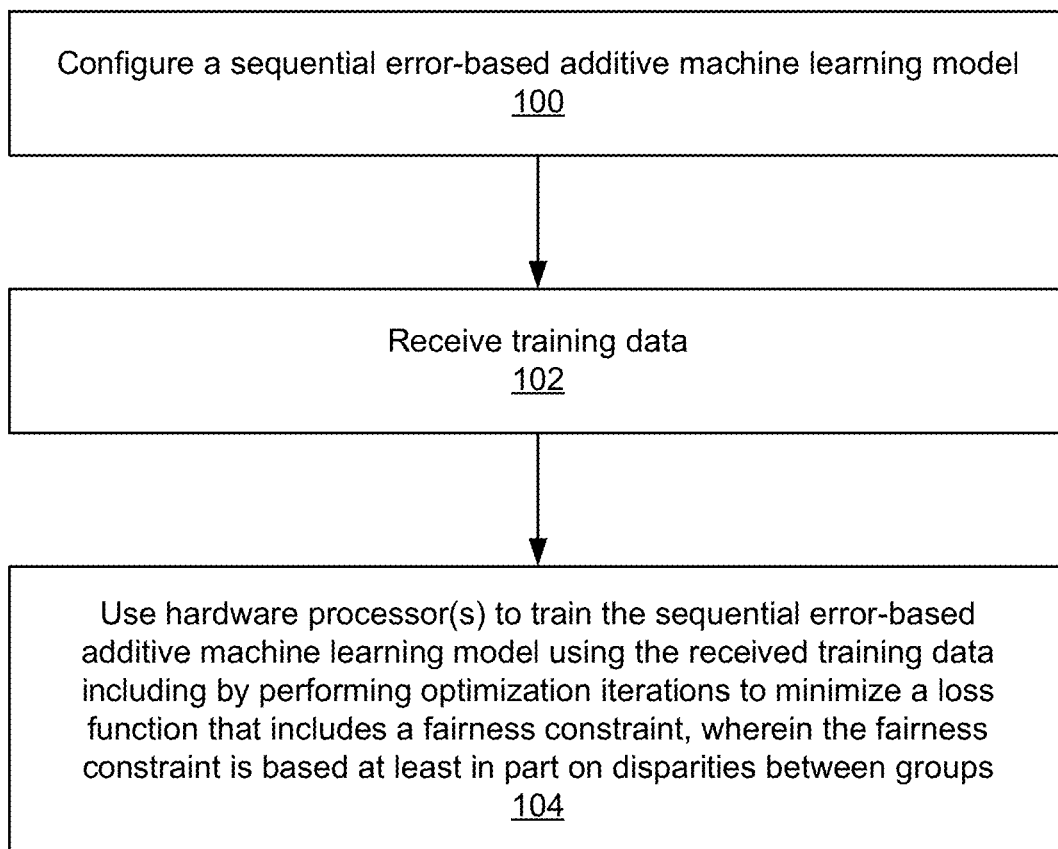 Configure a sequential error-based additive machine learning model
100
Receive training data
102
Use hardware processor(s) to train the sequential error-based
additive machine learning model using the received training data
including by performing optimization iterations to minimize a loss
function that includes a fairness constraint, wherein the fairness
constraint is based at least in part on disparities between groups
104